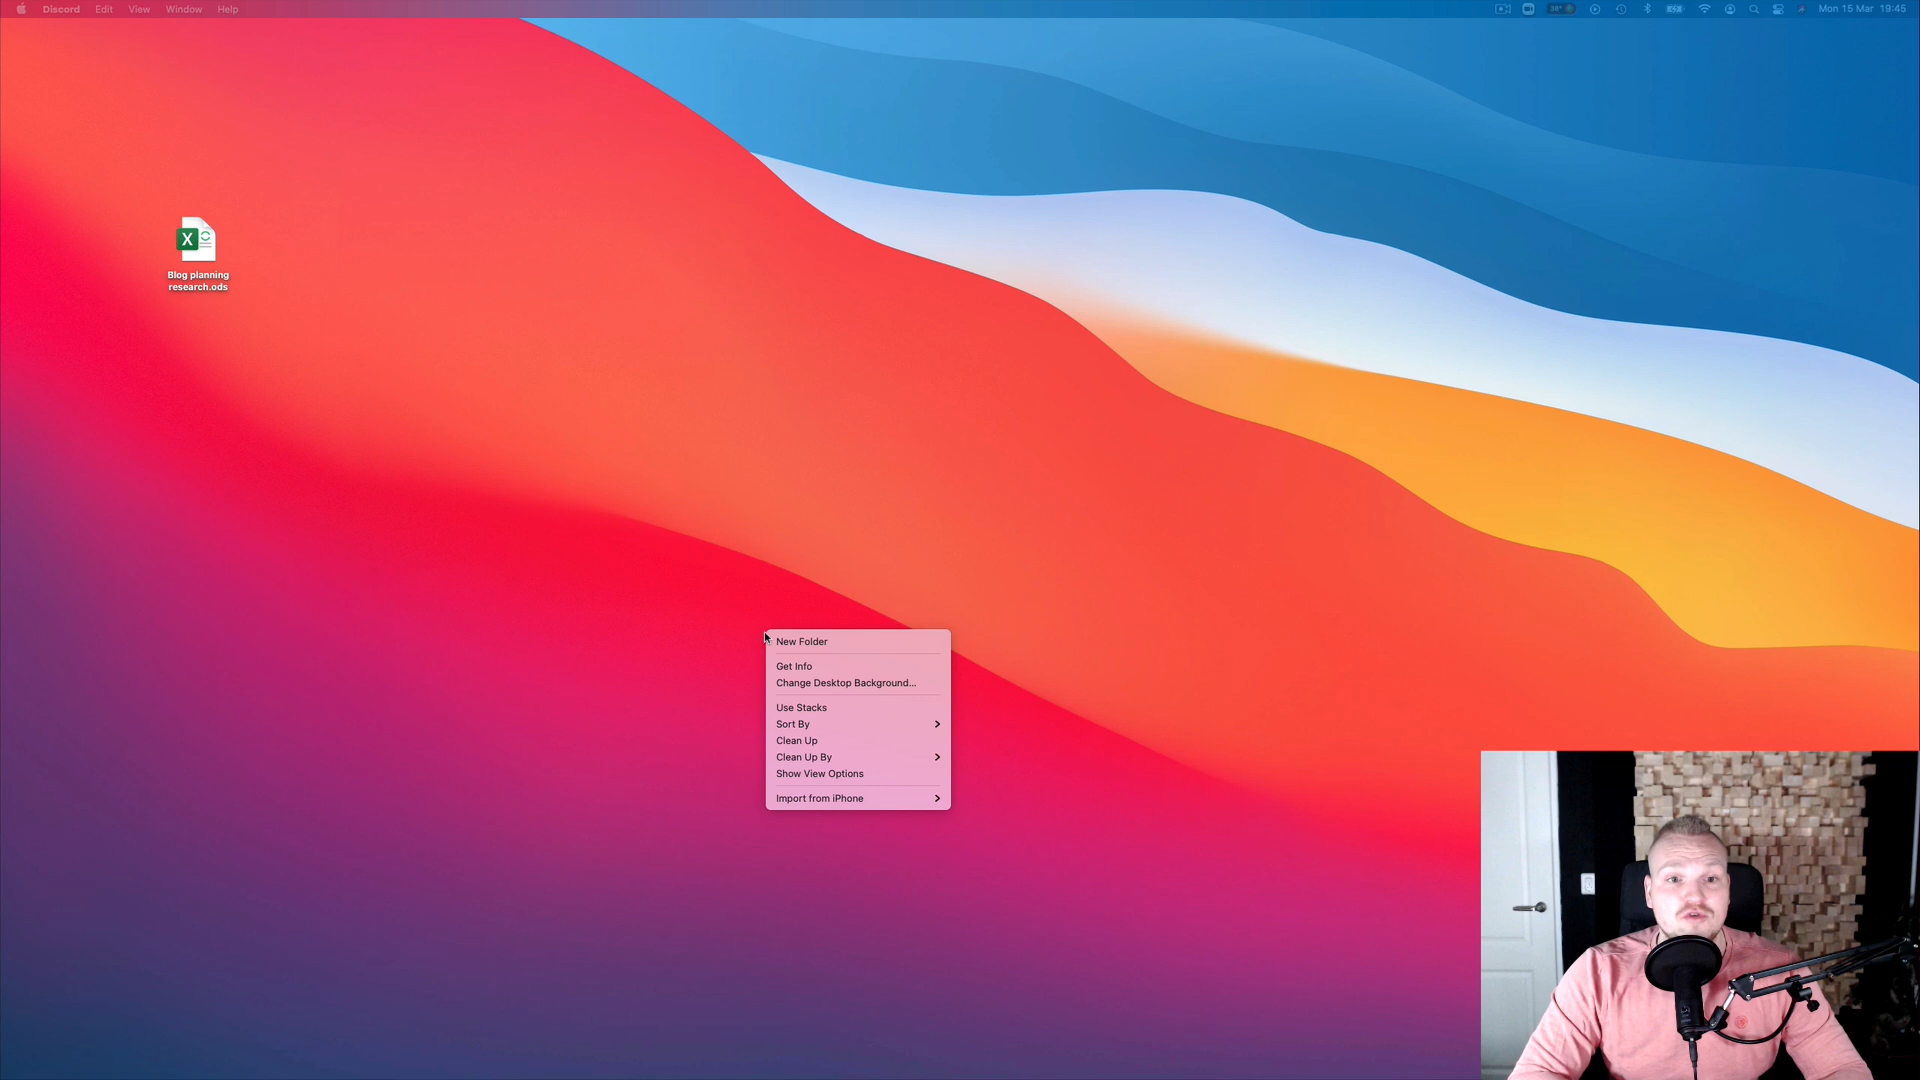 Discord Edit View Window Help
38°
Mon 15 Mar 19:45
X
Blog planning
research.ods
New Folder
Get Info
Change Desktop Background...
Use Stacks
Sort By
Clean Up
Clean Up By
Show View Options
Import from iPhone